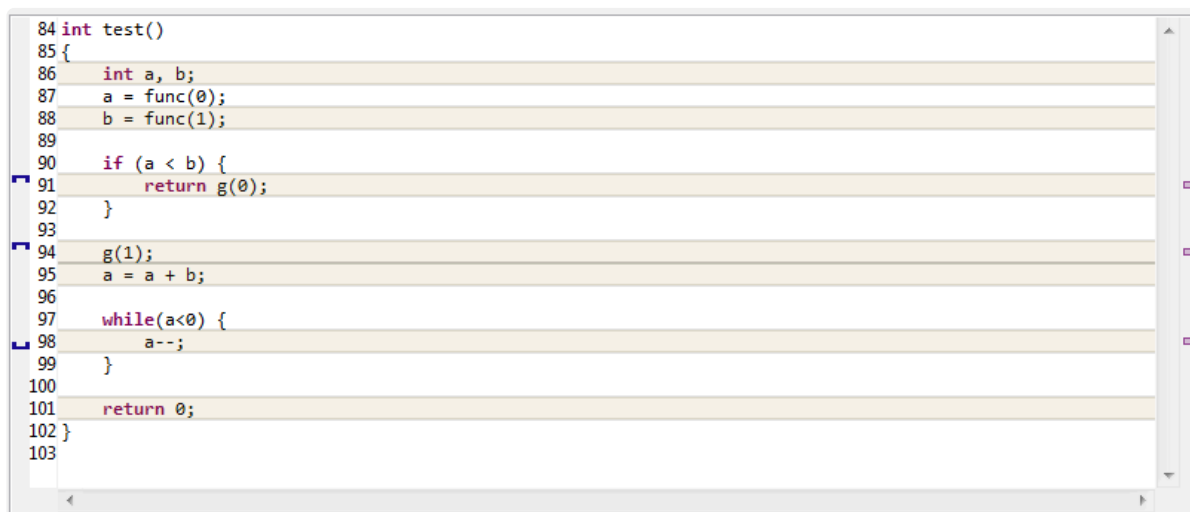 84 int test()
85 {
86     int a, b;
87     a = func(0);
88     b = func(1);
89
90     if (a < b) {
91         return g(0);
92     }
93
94     g(1);
95     a = a + b;
96
97     while(a<0) {
98         a--;
99     }
100
101     return 0;
102 }
103